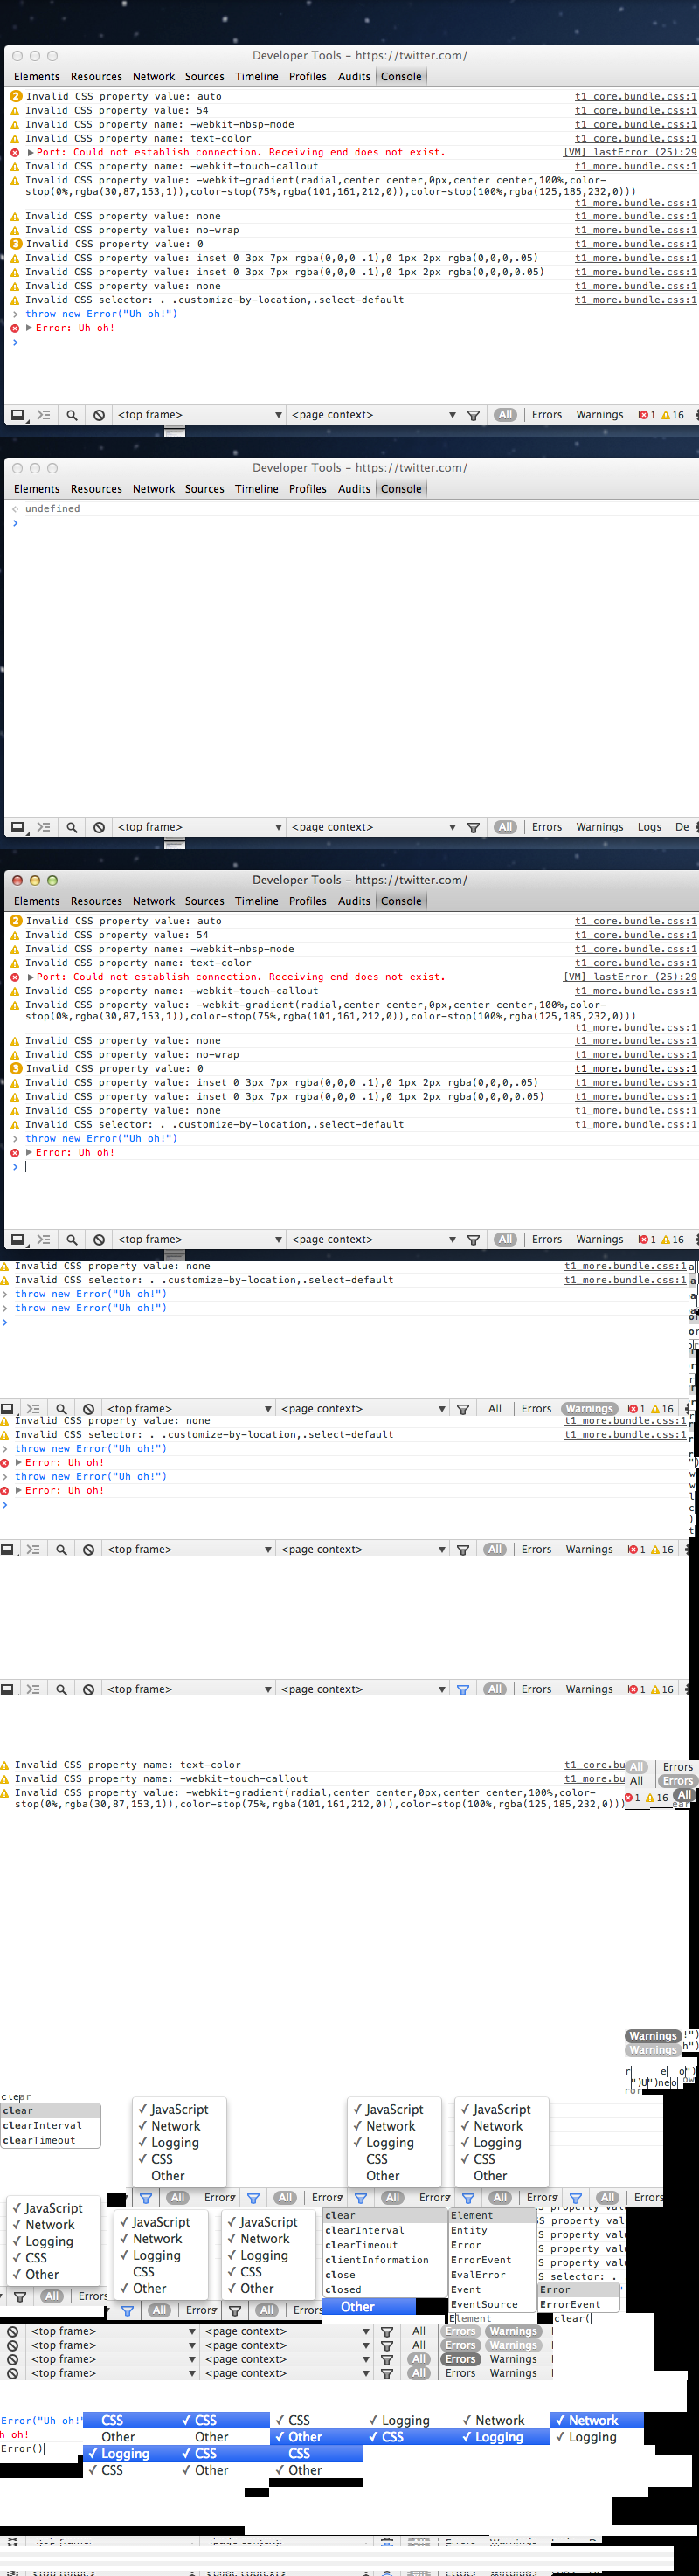 Developer Tools - https://twitter.com/
Elements Resources Network Sources Timeline Profiles Audits Console
2 Invalid CSS property value: auto t1_core.bundle.css:1
Invalid CSS property value: 54 t1_core.bundle.css:1
Invalid CSS property name: -webkit-nbsp-mode t1_core.bundle.css:1
Invalid CSS property name: text-color t1_core.bundle.css:1
Port: Could not establish connection. Receiving end does not exist. [VM] lastError (25):29
Invalid CSS property name: -webkit-touch-callout t1_more.bundle.css:1
Invalid CSS property value: -webkit-gradient(radial,center center,0px,center center,100%,color-
stop(0%,rgba(30,87,153,1)),color-stop(75%,rgba(101,161,212,0)),color-stop(100%,rgba(125,185,232,0)))
t1_more.bundle.css:1
Invalid CSS property value: none t1_more.bundle.css:1
Invalid CSS property value: no-wrap t1_more.bundle.css:1
3 Invalid CSS property value: 0 t1_more.bundle.css:1
Invalid CSS property value: inset 0 3px 7px rgba(0,0,0 .1),0 1px 2px rgba(0,0,0,.05) t1_more.bundle.css:1
Invalid CSS property value: inset 0 3px 7px rgba(0,0,0 .1),0 1px 2px rgba(0,0,0,0.05) t1_more.bundle.css:1
Invalid CSS property value: none t1_more.bundle.css:1
Invalid CSS selector: . .customize-by-location,.select-default t1_more.bundle.css:1
> throw new Error("Uh oh!")
Error: Uh oh!
>
<top frame> <page context> All Errors Warnings 1 16
Developer Tools - https://twitter.com/
Elements Resources Network Sources Timeline Profiles Audits Console
< undefined
>
<top frame> <page context> All Errors Warnings Logs De
Developer Tools - https://twitter.com/
Elements Resources Network Sources Timeline Profiles Audits Console
2 Invalid CSS property value: auto t1_core.bundle.css:1
Invalid CSS property value: 54 t1_core.bundle.css:1
Invalid CSS property name: -webkit-nbsp-mode t1_core.bundle.css:1
Invalid CSS property name: text-color t1_core.bundle.css:1
Port: Could not establish connection. Receiving end does not exist. [VM] lastError (25):29
Invalid CSS property name: -webkit-touch-callout t1_more.bundle.css:1
Invalid CSS property value: -webkit-gradient(radial,center center,0px,center center,100%,color-
stop(0%,rgba(30,87,153,1)),color-stop(75%,rgba(101,161,212,0)),color-stop(100%,rgba(125,185,232,0)))
t1_more.bundle.css:1
Invalid CSS property value: none t1_more.bundle.css:1
Invalid CSS property value: no-wrap t1_more.bundle.css:1
3 Invalid CSS property value: 0 t1_more.bundle.css:1
Invalid CSS property value: inset 0 3px 7px rgba(0,0,0 .1),0 1px 2px rgba(0,0,0,.05) t1_more.bundle.css:1
Invalid CSS property value: inset 0 3px 7px rgba(0,0,0 .1),0 1px 2px rgba(0,0,0,0.05) t1_more.bundle.css:1
Invalid CSS property value: none t1_more.bundle.css:1
Invalid CSS selector: . .customize-by-location,.select-default t1_more.bundle.css:1
> throw new Error("Uh oh!")
Error: Uh oh!
>
<top frame> <page context> All Errors Warnings 1 16
Invalid CSS property value: none t1_more.bundle.css:1
Invalid CSS selector: . .customize-by-location,.select-default t1_more.bundle.css:1
> throw new Error("Uh oh!")
> throw new Error("Uh oh!")
>
<top frame> <page context> All Errors Warnings 1 16
Invalid CSS property value: none t1_more.bundle.css:1
Invalid CSS selector: . .customize-by-location,.select-default t1_more.bundle.css:1
> throw new Error("Uh oh!")
Error: Uh oh!
> throw new Error("Uh oh!")
Error: Uh oh!
>
<top frame> <page context> All Errors Warnings 1 16
<top frame> <page context> All Errors Warnings 1 16
Invalid CSS property name: text-color t1_core.bu All Errors
Invalid CSS property name: -webkit-touch-callout t1_more.bu All Errors
Invalid CSS property value: -webkit-gradient(radial,center center,0px,center center,100%,color- 1 16 All
stop(0%,rgba(30,87,153,1)),color-stop(75%,rgba(101,161,212,0)),color-stop(100%,rgba(125,185,232,0)))
Warnings
Warnings
clear
clear ✓ JavaScript ✓ JavaScript ✓ JavaScript
clearInterval ✓ Network ✓ Network ✓ Network
clearTimeout ✓ Logging ✓ Logging ✓ Logging
✓ CSS ✓ CSS ✓ CSS
Other Other Other
All Errors All Errors All Errors All Errors All Errors
✓ JavaScript ✓ JavaScript ✓ JavaScript clear Element
✓ Network ✓ Network ✓ Network clearInterval Entity
✓ Logging ✓ Logging ✓ Logging clearTimeout Error
✓ CSS CSS ✓ CSS clientInformation ErrorEvent
✓ Other ✓ Other ✓ Other close EvalError
closed Event Error
Other EventSource ErrorEvent
All Errors All Errors All Errors Element clear(
<top frame> <page context> All Errors Warnings
<top frame> <page context> All Errors Warnings
<top frame> <page context> All Errors Warnings
<top frame> <page context> All Errors Warnings
Error("Uh oh!" CSS ✓ CSS ✓ CSS ✓ Logging ✓ Network ✓ Network
h oh! Other Other ✓ Other ✓ CSS ✓ Logging ✓ Logging
Error() ✓ Logging ✓ CSS CSS
✓ CSS ✓ Other ✓ Other